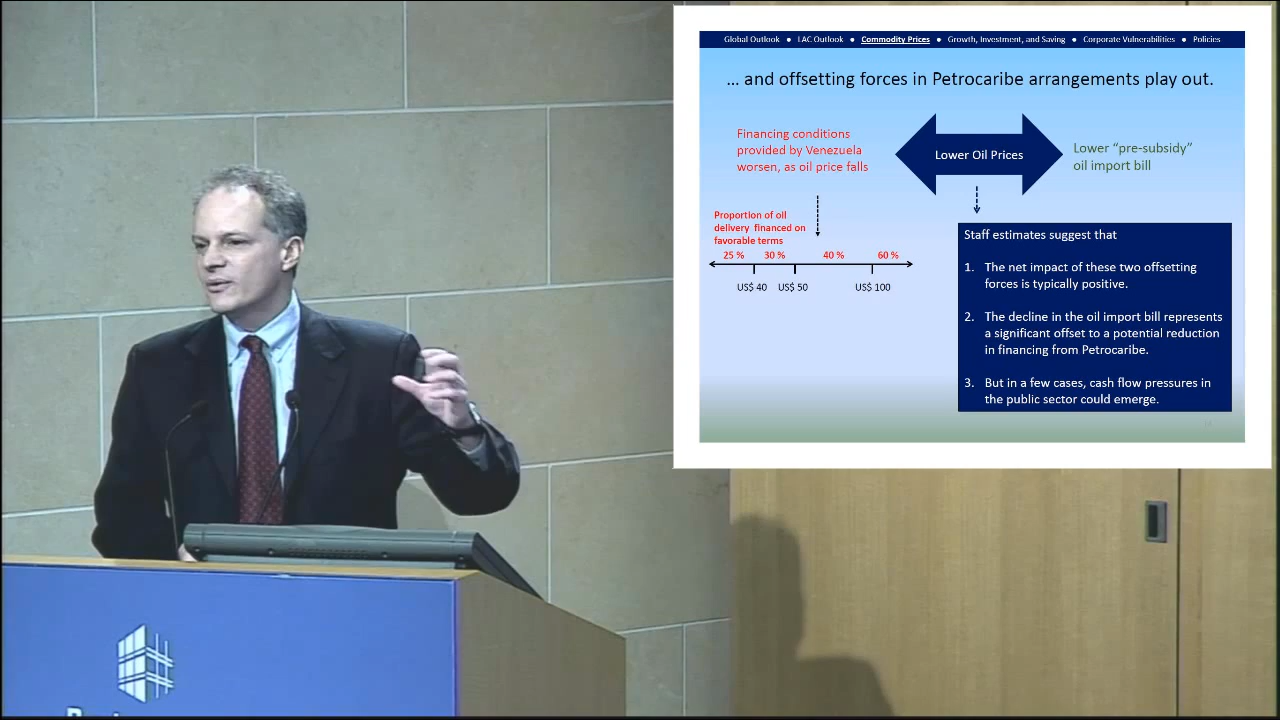 Global Outlook ● LAC Outlook ● Commodity Prices ● Growth, Investment, and Saving ● Corporate Vulnerabilities ● Policies
... and offsetting forces in Petrocaribe arrangements play out.
Financing conditions
provided by Venezuela
worsen, as oil price falls
Lower Oil Prices
Lower “pre-subsidy”
oil import bill
Proportion of oil
delivery financed on
favorable terms
25 % 30 % 40 % 60 %
US$ 40 US$ 50 US$ 100
Staff estimates suggest that
1. The net impact of these two offsetting
forces is typically positive.
2. The decline in the oil import bill represents
a significant offset to a potential reduction
in financing from Petrocaribe.
3. But in a few cases, cash flow pressures in
the public sector could emerge.